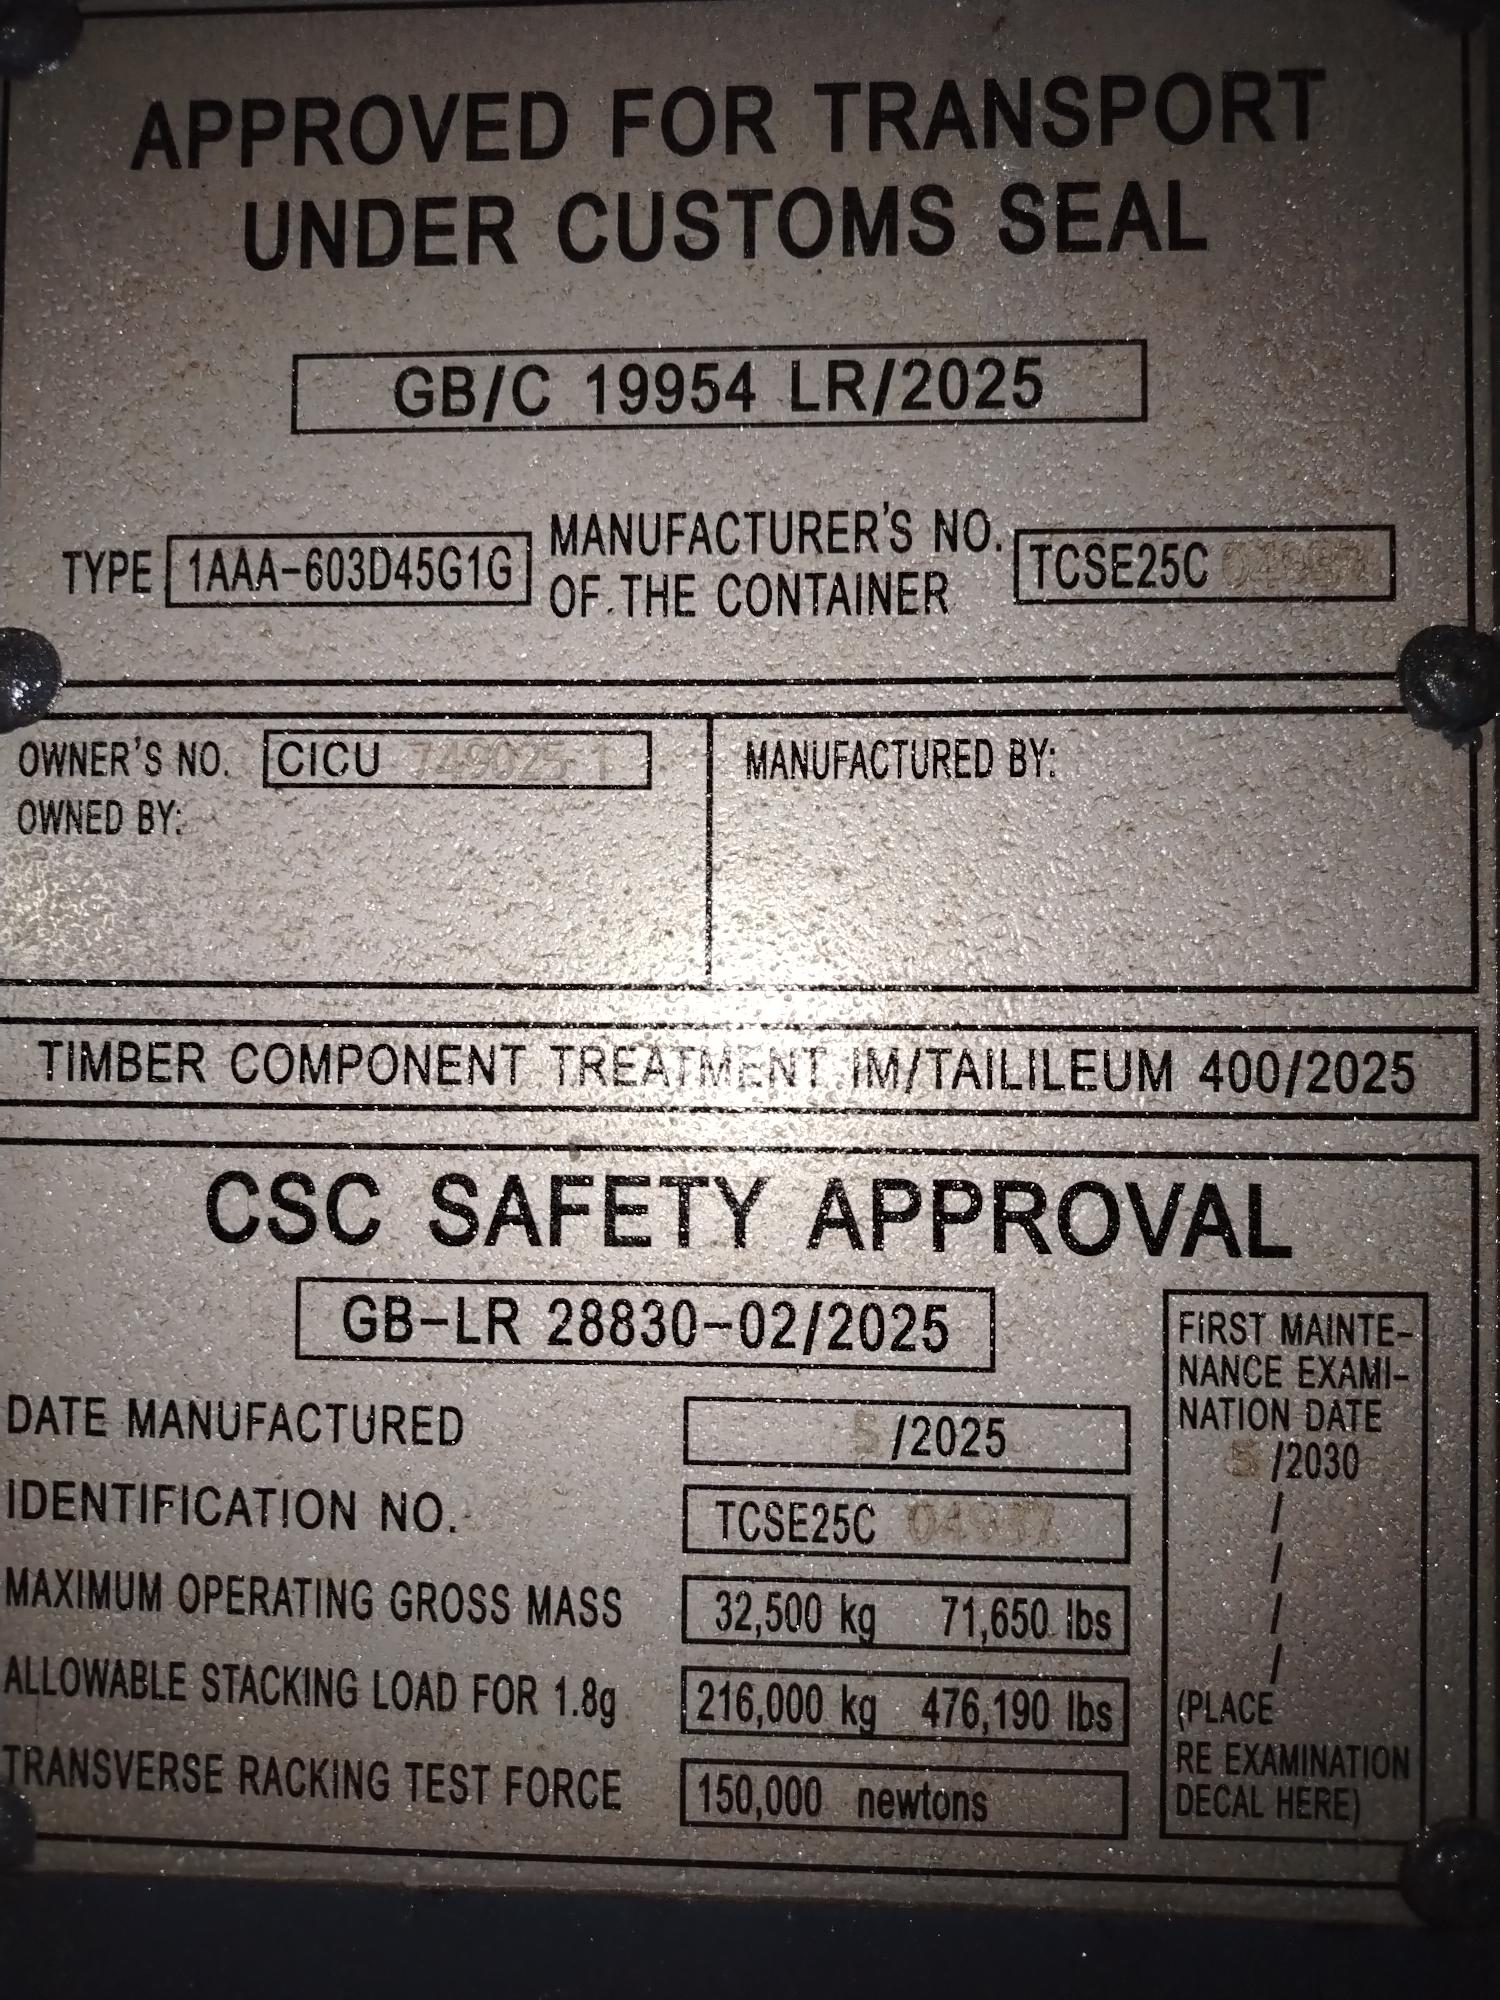 APPROVED FOR TRANSPORT
UNDER CUSTOMS SEAL
GB/C 19954 LR/2025
TYPE 1AAA-603D45G1G MANUFACTURER'S NO. OF THE CONTAINER TCSE25C
OWNER'S NO. CICU 749025 1
OWNED BY:
MANUFACTURED BY:
TIMBER COMPONENT TREATMENT IM/TAILILEUM 400/2025
CSC SAFETY APPROVAL
GB-LR 28830-02/2025
DATE MANUFACTURED 5/2025
IDENTIFICATION NO. TCSE25C
MAXIMUM OPERATING GROSS MASS 32,500 kg 71,650 lbs
ALLOWABLE STACKING LOAD FOR 1.8g 216,000 kg 476,190 lbs
TRANSVERSE RACKING TEST FORCE 150,000 newtons
FIRST MAINTE-
NANCE EXAMI-
NATION DATE
5/2030
/
/
/
/
(PLACE
RE EXAMINATION
DECAL HERE)